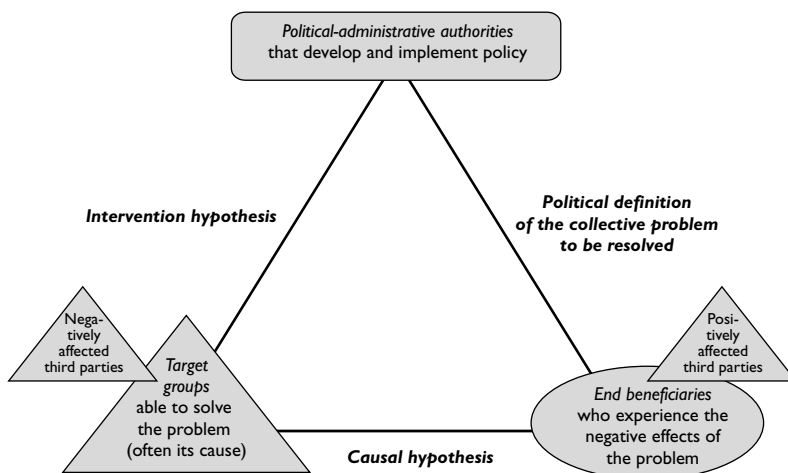 Political-administrative authorities
that develop and implement policy
Intervention hypothesis
Political definition
of the collective problem
to be resolved
Nega-
tively
affected
third parties
Target
groups
able to solve
the problem
(often its cause)
Posi-
tively
affected
third parties
End beneficiaries
who experience the
negative effects of
the problem
Causal hypothesis